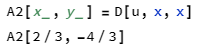 A2[x_, y_] = D[u, x, x]
A2[2/3, -4/3]